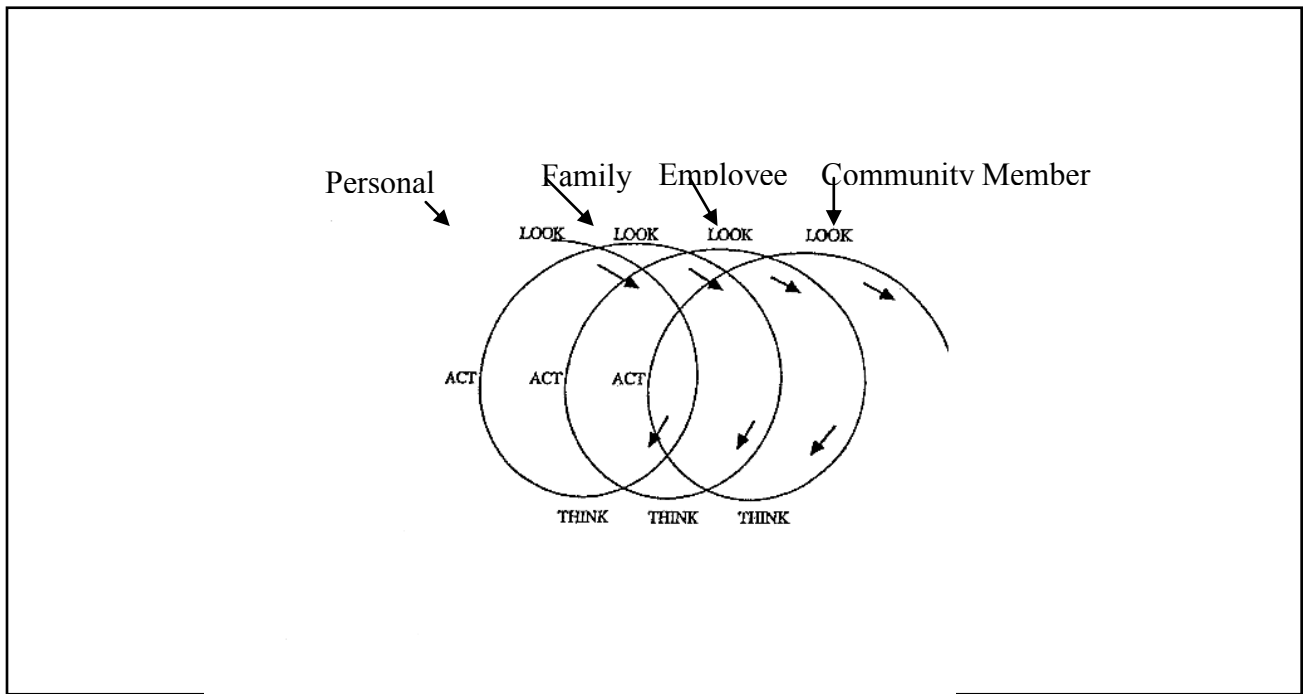 Personal Family Employee Community Member
LOOK LOOK LOOK LOOK
ACT ACT ACT
THINK THINK THINK